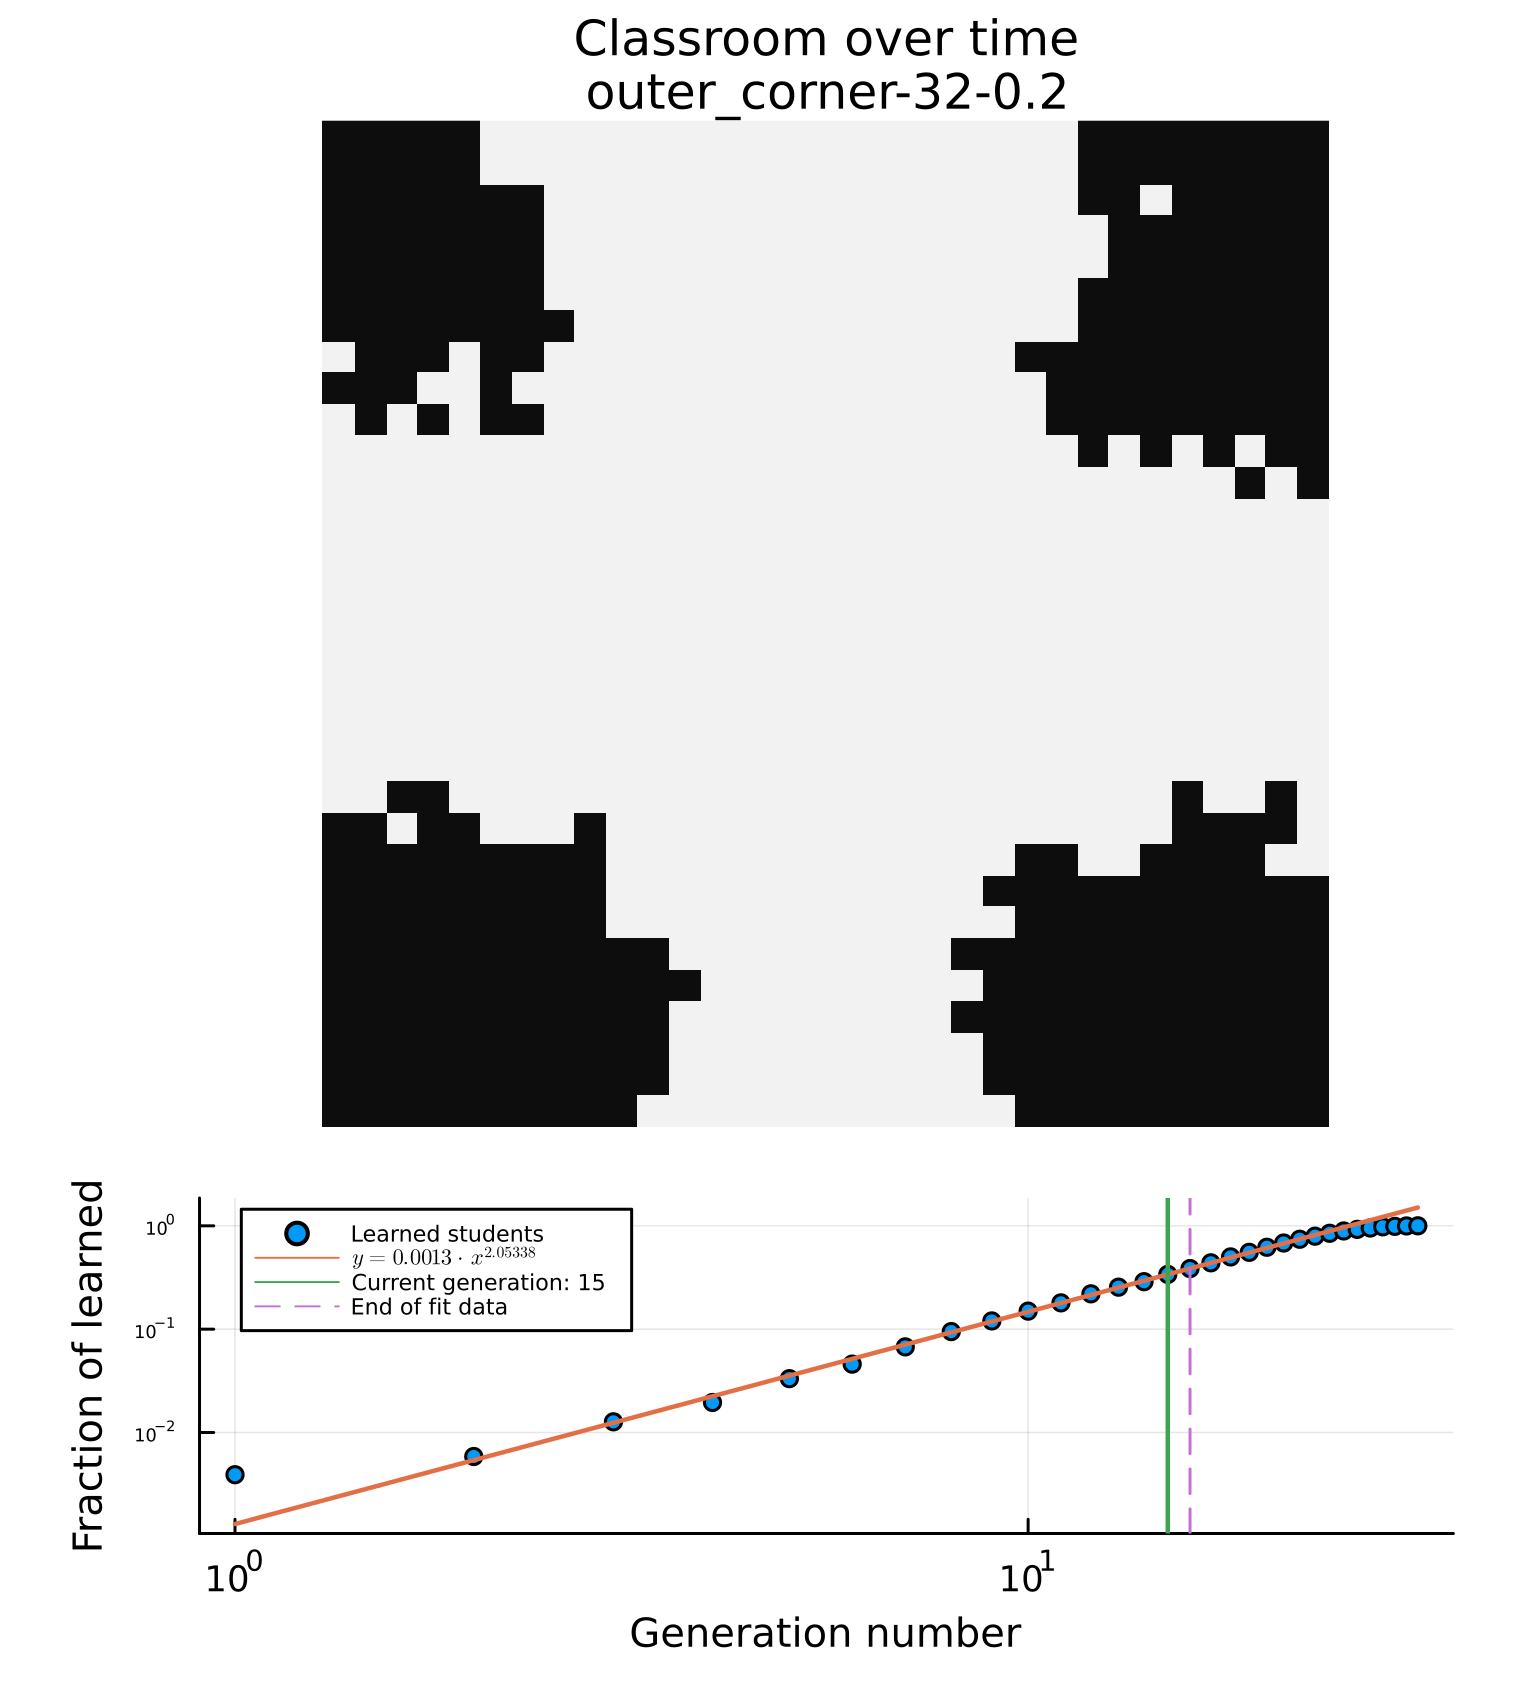 Classroom over time
outer_corner-32-0.2
Fraction of learned
10^0
10^-1
10^-2
Learned students
y = 0.0013 · x^2.05338
Current generation: 15
End of fit data
10^0
10^1
Generation number